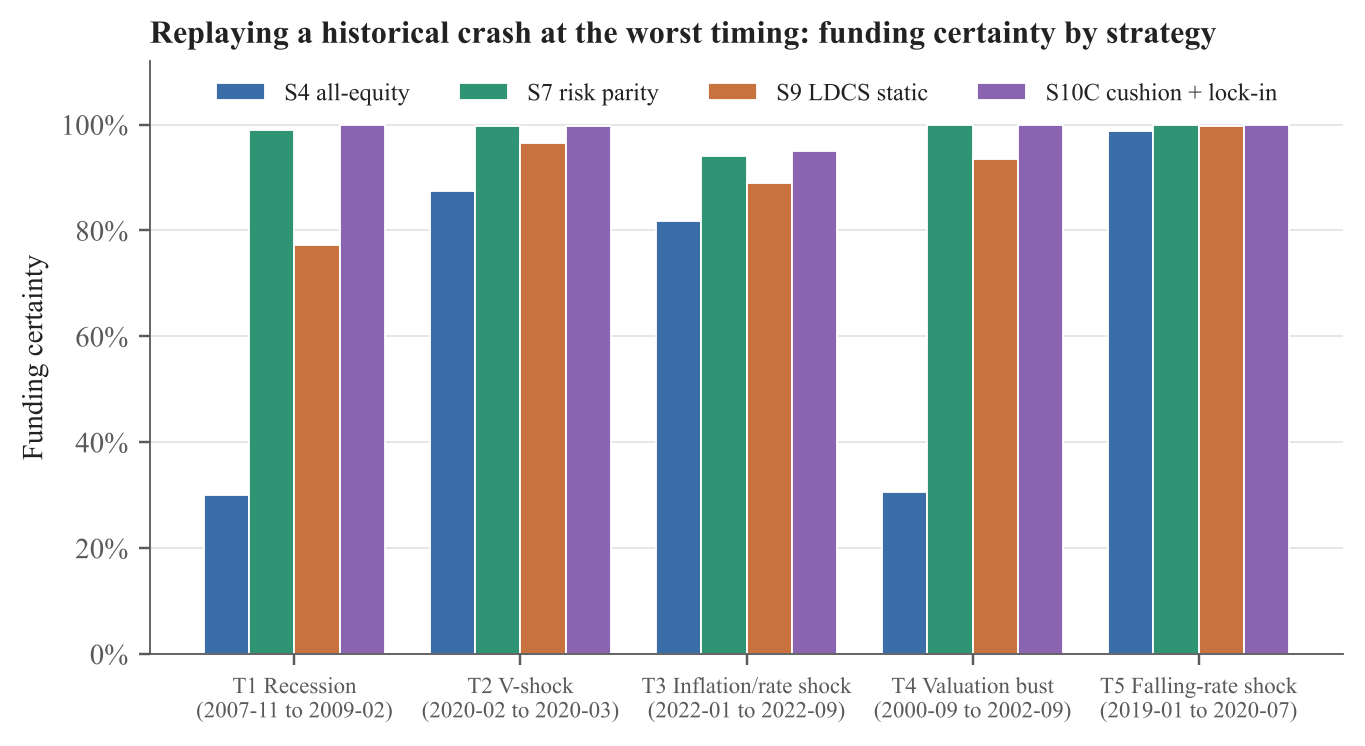 Replaying a historical crash at the worst timing: funding certainty by strategy
S4 all-equity
S7 risk parity
S9 LDCS static
S10C cushion + lock-in
Funding certainty
100%
80%
60%
40%
20%
0%
T1 Recession
(2007-11 to 2009-02)
T2 V-shock
(2020-02 to 2020-03)
T3 Inflation/rate shock
(2022-01 to 2022-09)
T4 Valuation bust
(2000-09 to 2002-09)
T5 Falling-rate shock
(2019-01 to 2020-07)